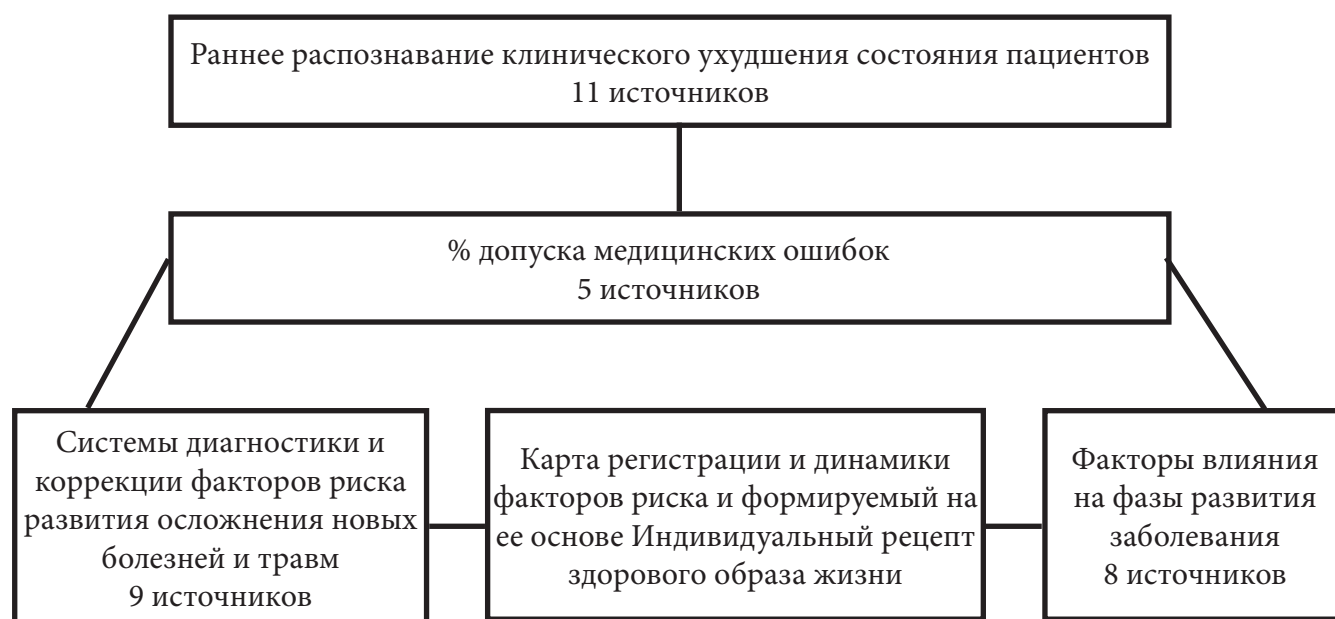 Раннее распознавание клинического ухудшения состояния пациентов
11 источников
% допуска медицинских ошибок
5 источников
Системы диагностики и
коррекции факторов риска
развития осложнения новых
болезней и травм
9 источников
Карта регистрации и динамики
факторов риска и формируемый на
ее основе Индивидуальный рецепт
здорового образа жизни
Факторы влияния
на фазы развития
заболевания
8 источников